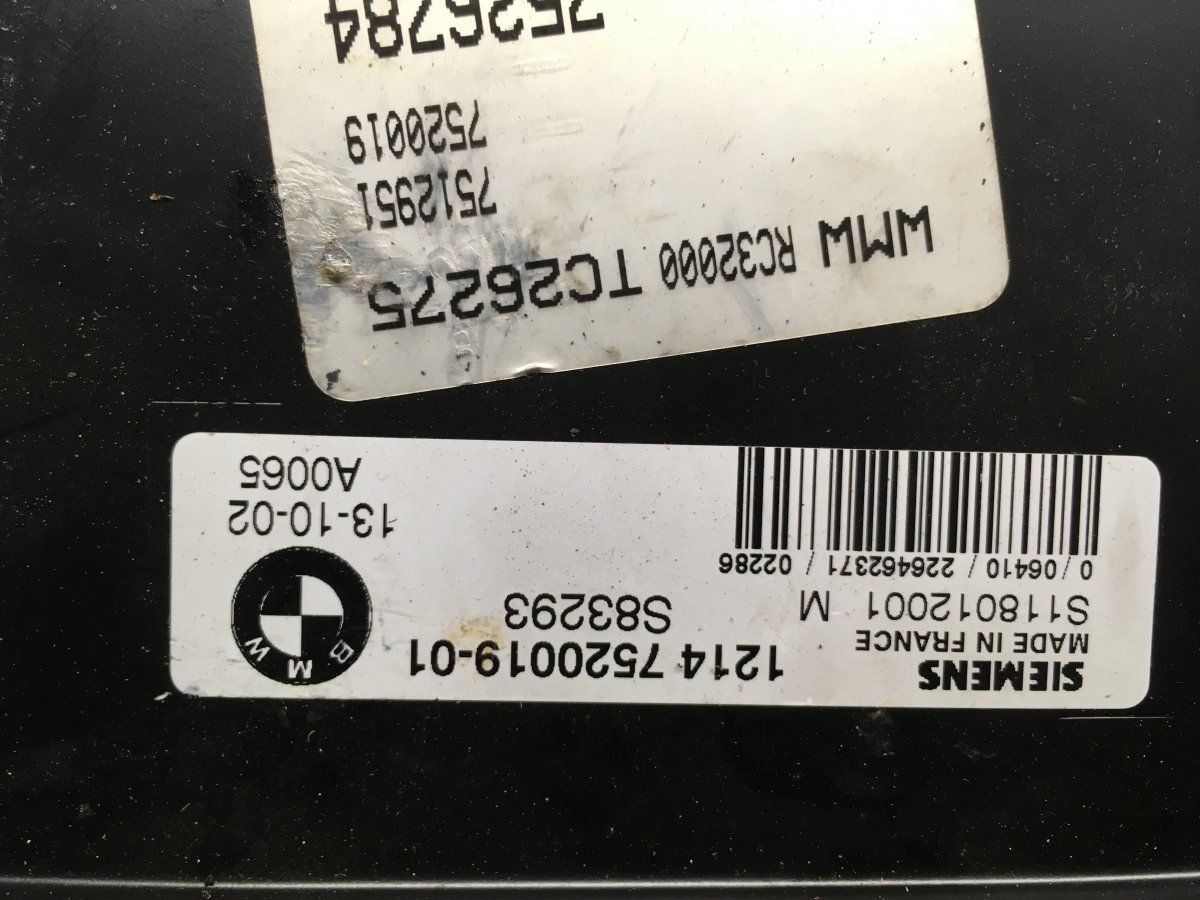 SIEMENS
MADE IN FRANCE
S118012001 M
0 / 06410 / 226462371 / 02286
1214 7520019-01
S83293
BMW
13-10-02
A0065
WMW RC32000 TC26275
7512951
7520019
7526784